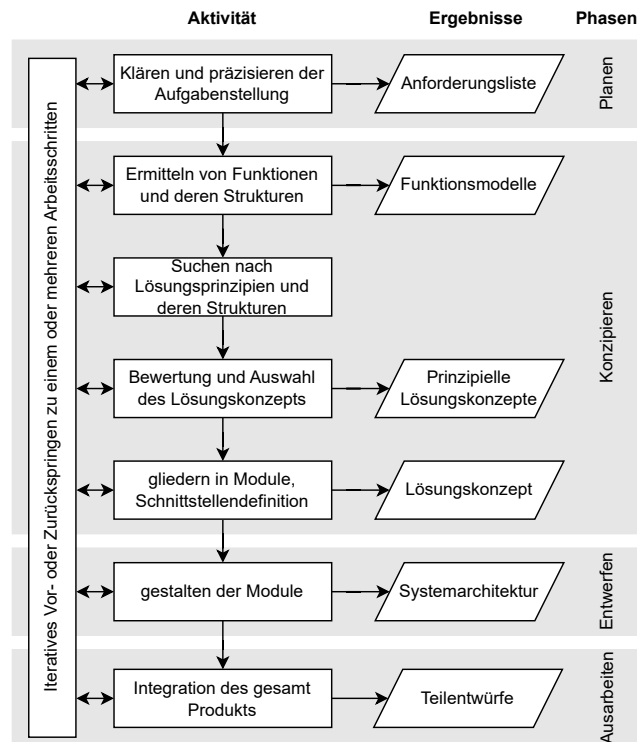 Aktivität
Ergebnisse
Phasen
Iteratives Vor- oder Zurückspringen zu einem oder mehreren Arbeitsschritten
Klären und präzisieren der
Aufgabenstellung
Anforderungsliste
Planen
Ermitteln von Funktionen
und deren Strukturen
Funktionsmodelle
Suchen nach
Lösungsprinzipien und
deren Strukturen
Konzipieren
Bewertung und Auswahl
des Lösungskonzepts
Prinzipielle
Lösungskonzepte
gliedern in Module,
Schnittstellendefinition
Lösungskonzept
gestalten der Module
Systemarchitektur
Entwerfen
Integration des gesamt
Produkts
Teilentwürfe
Ausarbeiten